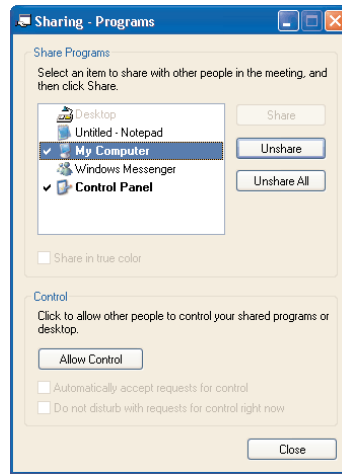 Sharing - Programs
Share Programs
Select an item to share with other people in the meeting, and
then click Share.
Desktop
Share
Untitled - Notepad
My Computer
Unshare
Windows Messenger
Control Panel
Unshare All
Share in true color
Control
Click to allow other people to control your shared programs or
desktop.
Allow Control
Automatically accept requests for control
Do not disturb with requests for control right now
Close